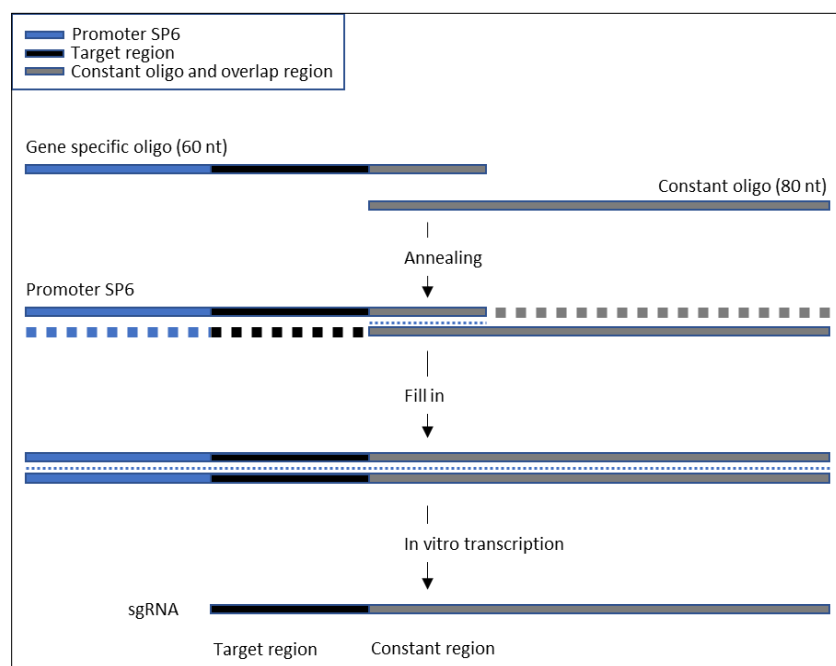 Promoter SP6
Target region
Constant oligo and overlap region
Gene specific oligo (60 nt)
Constant oligo (80 nt)
Annealing
Promoter SP6
Fill in
In vitro transcription
sgRNA
Target region
Constant region